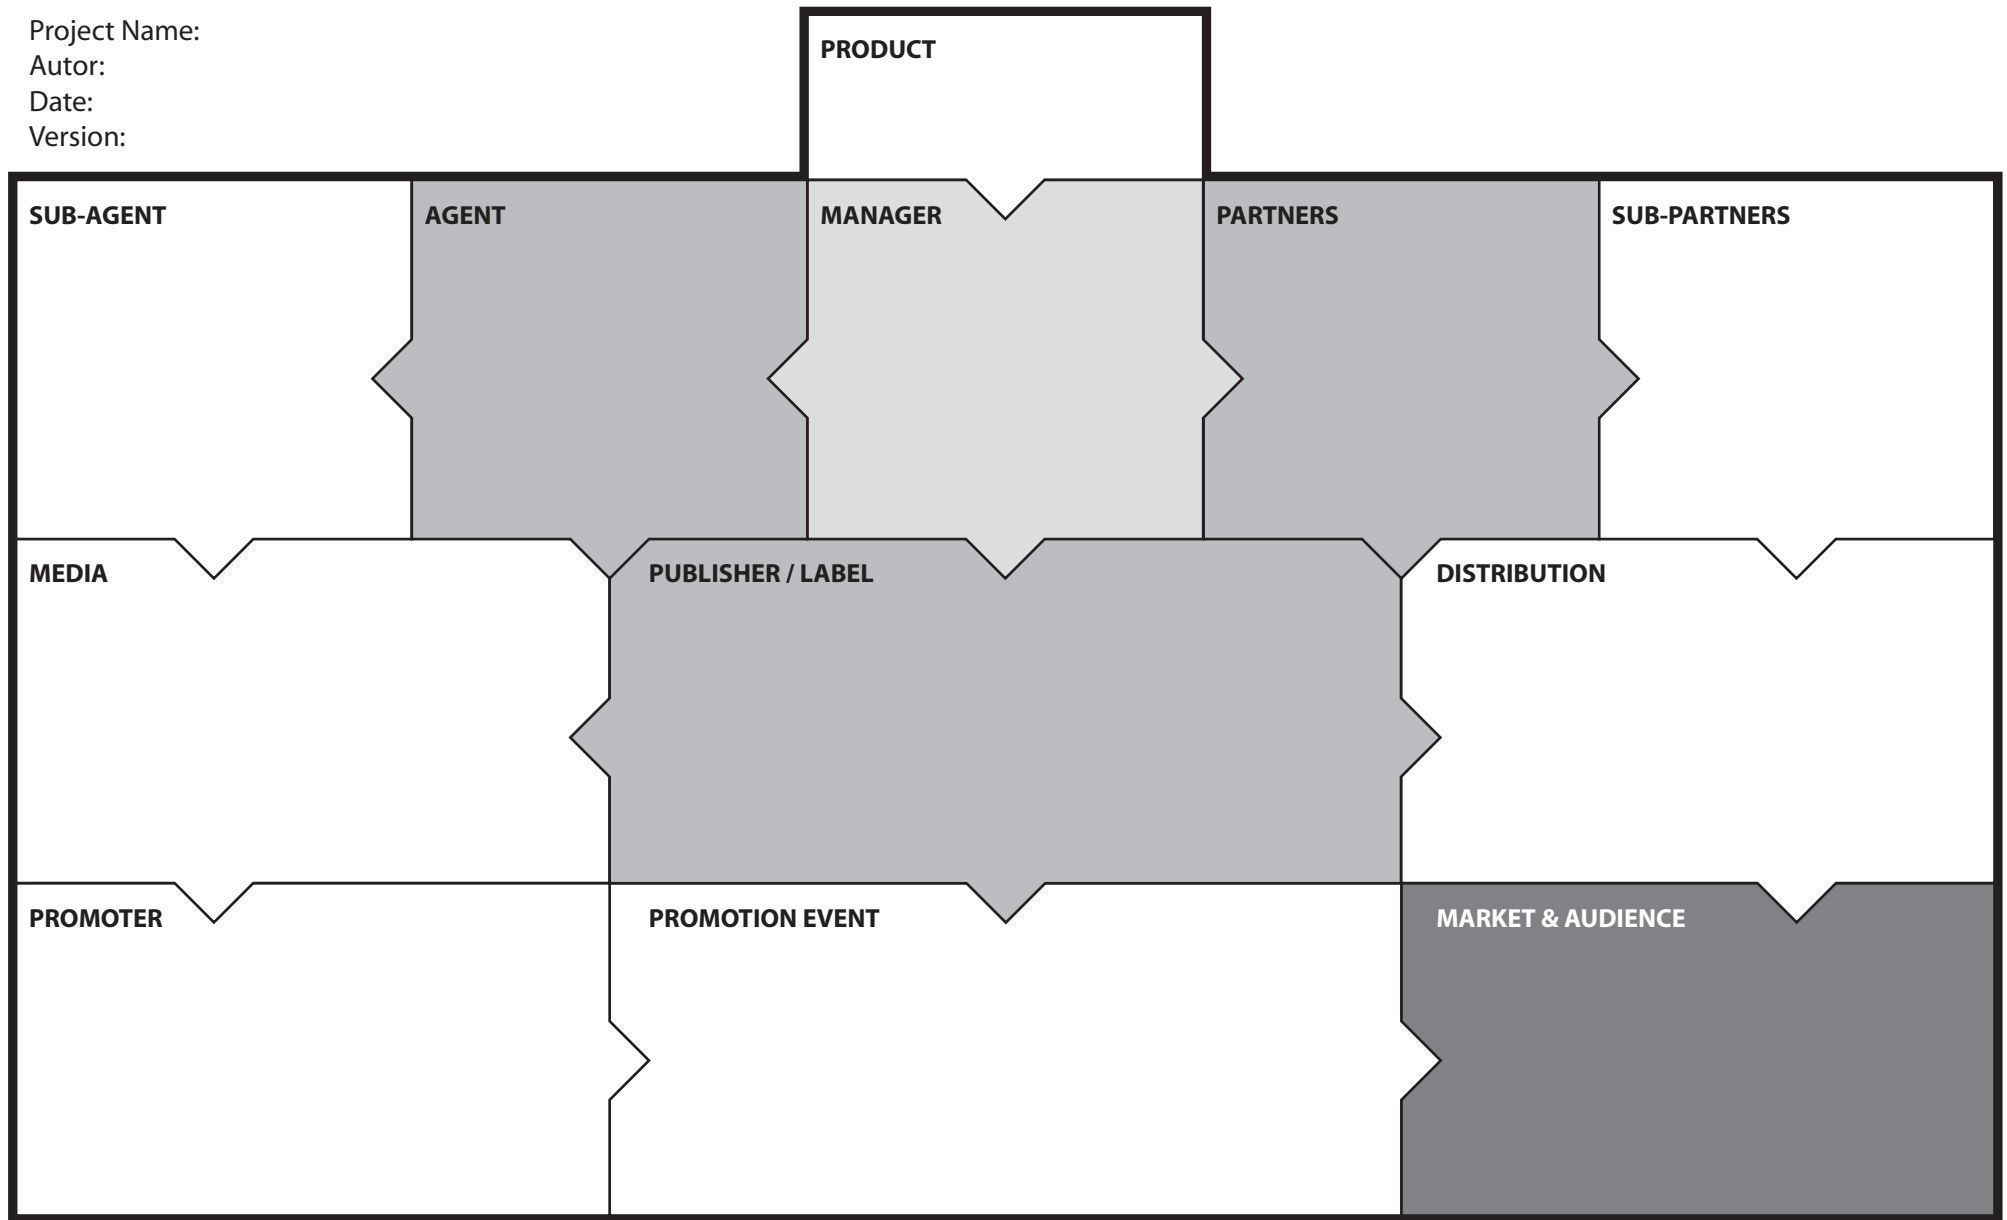 Project Name:
Autor:
Date:
Version:
PRODUCT
SUB-AGENT
AGENT
MANAGER
PARTNERS
SUB-PARTNERS
MEDIA
PUBLISHER / LABEL
DISTRIBUTION
PROMOTER
PROMOTION EVENT
MARKET & AUDIENCE